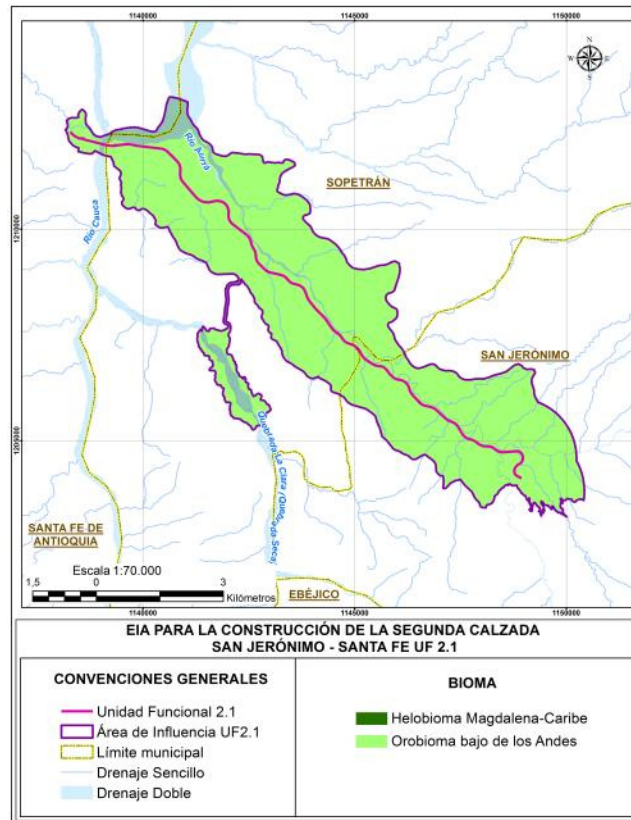 1140000 1145000 1150000
N
W E
S
1210000
1210000
Río Aurrá
SOPETRÁN
Río Cauca
SAN JERÓNIMO
1205000
1205000
Quebrada La Clara (Quebrada Seca)
SANTA FE DE
ANTIOQUIA
Escala 1:70.000
1,5 0 3
Kilómetros
EBÉJICO
1140000 1145000 1150000
EIA PARA LA CONSTRUCCIÓN DE LA SEGUNDA CALZADA
SAN JERÓNIMO - SANTA FE UF 2.1
CONVENCIONES GENERALES
Unidad Funcional 2.1
Área de Influencia UF2.1
Límite municipal
Drenaje Sencillo
Drenaje Doble
BIOMA
Helobioma Magdalena-Caribe
Orobioma bajo de los Andes